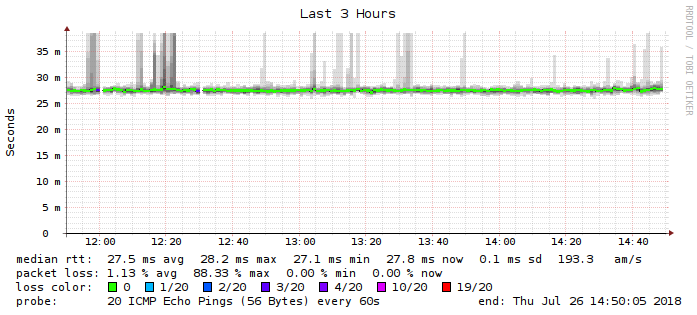 Last 3 Hours
RRDTOOL / TOBI OETIKER
Seconds
35 m
30 m
25 m
20 m
15 m
10 m
5 m
0
12:00 12:20 12:40 13:00 13:20 13:40 14:00 14:20 14:40
median rtt: 27.5 ms avg 28.2 ms max 27.1 ms min 27.8 ms now 0.1 ms sd 193.3 am/s
packet loss: 1.13 % avg 88.33 % max 0.00 % min 0.00 % now
loss color: 0 1/20 2/20 3/20 4/20 10/20 19/20
probe: 20 ICMP Echo Pings (56 Bytes) every 60s end: Thu Jul 26 14:50:05 2018